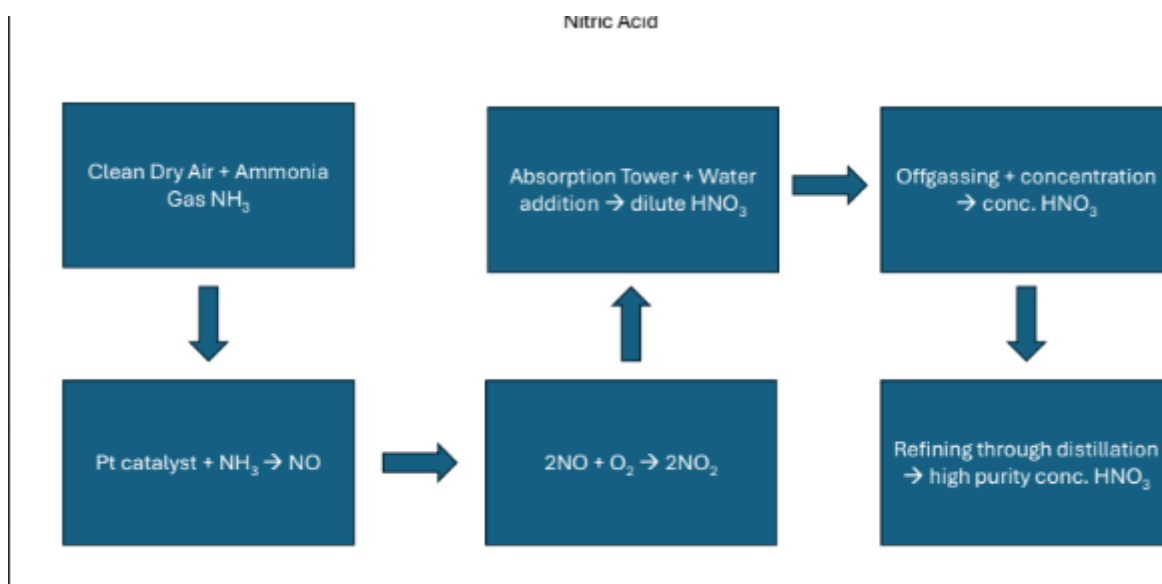 Nitric Acid
Clean Dry Air + Ammonia
Gas NH₃
Pt catalyst + NH₃ → NO
2NO + O₂ → 2NO₂
Absorption Tower + Water
addition → dilute HNO₃
Offgassing + concentration
→ conc. HNO₃
Refining through distillation
→ high purity conc. HNO₃